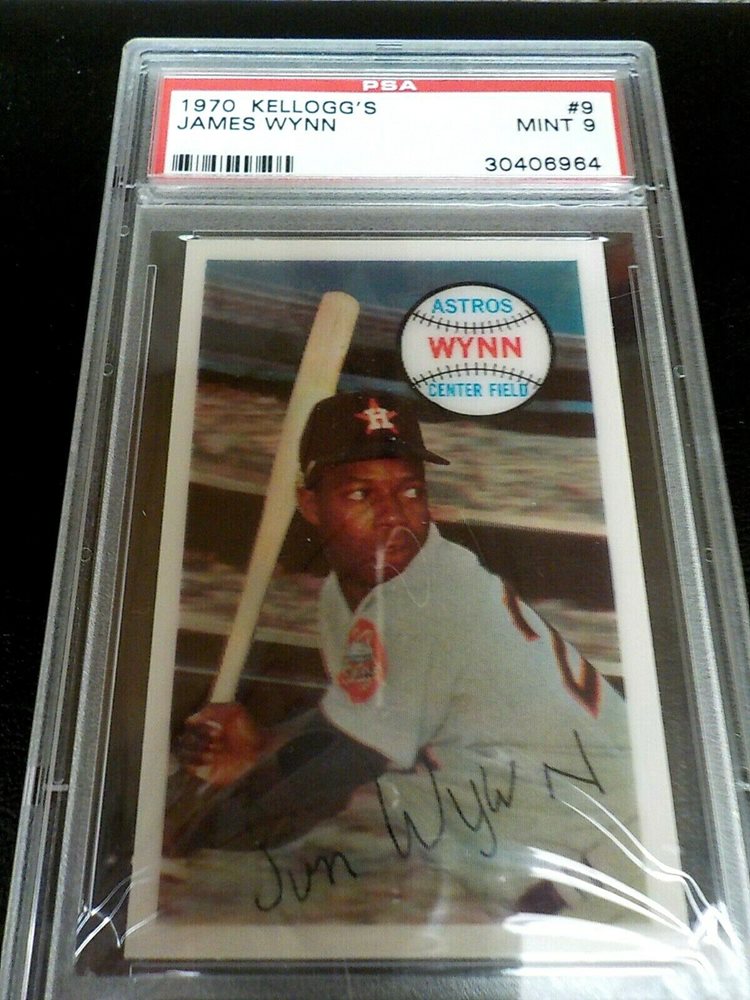 PSA
1970 KELLOGG'S #9
JAMES WYNN MINT 9
30406964
ASTROS
WYNN
CENTER FIELD
H
Jim Wynn